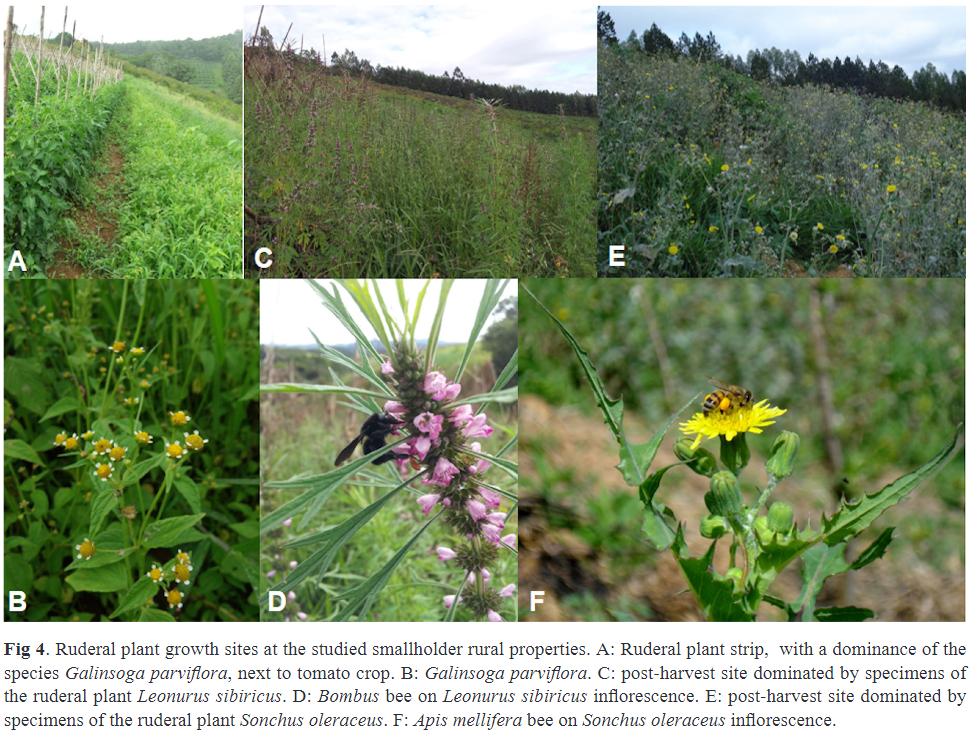 A
C
E
B
D
F
Fig 4. Ruderal plant growth sites at the studied smallholder rural properties. A: Ruderal plant strip, with a dominance of the
species Galinsoga parviflora, next to tomato crop. B: Galinsoga parviflora. C: post-harvest site dominated by specimens of
the ruderal plant Leonurus sibiricus. D: Bombus bee on Leonurus sibiricus inflorescence. E: post-harvest site dominated by
specimens of the ruderal plant Sonchus oleraceus. F: Apis mellifera bee on Sonchus oleraceus inflorescence.